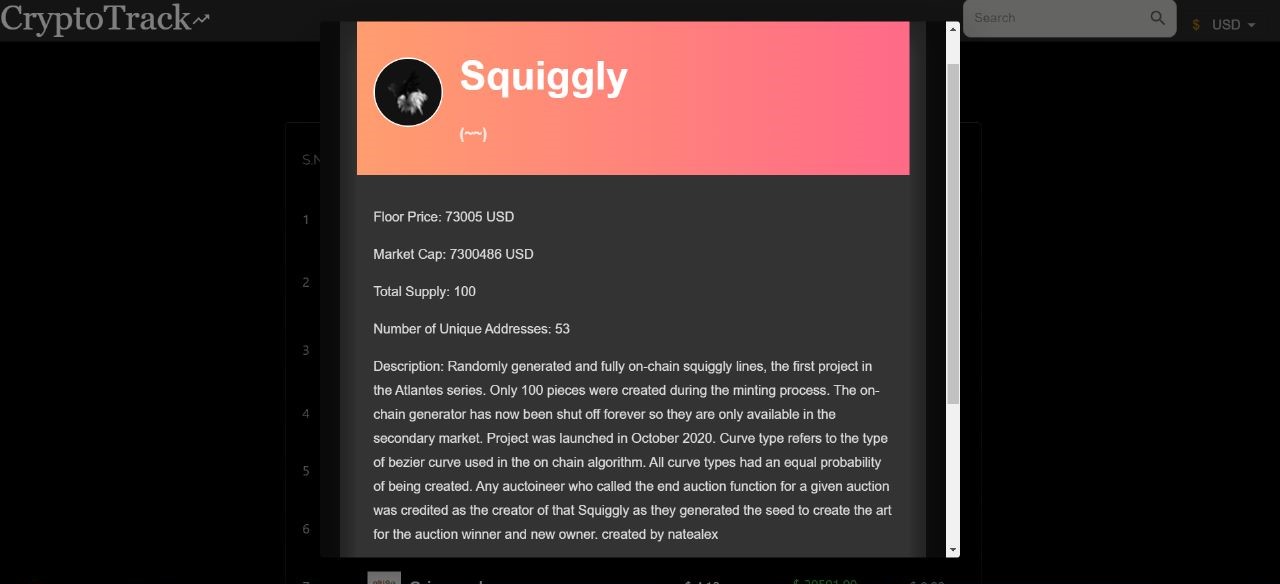 CryptoTrack
Search
$ USD
Squiggly
(~~)
S.N
1
2
3
4
5
6
Floor Price: 73005 USD
Market Cap: 7300486 USD
Total Supply: 100
Number of Unique Addresses: 53
Description: Randomly generated and fully on-chain squiggly lines, the first project in
the Atlantes series. Only 100 pieces were created during the minting process. The on-
chain generator has now been shut off forever so they are only available in the
secondary market. Project was launched in October 2020. Curve type refers to the type
of bezier curve used in the on chain algorithm. All curve types had an equal probability
of being created. Any auctoineer who called the end auction function for a given auction
was credited as the creator of that Squiggly as they generated the seed to create the art
for the auction winner and new owner. created by natealex